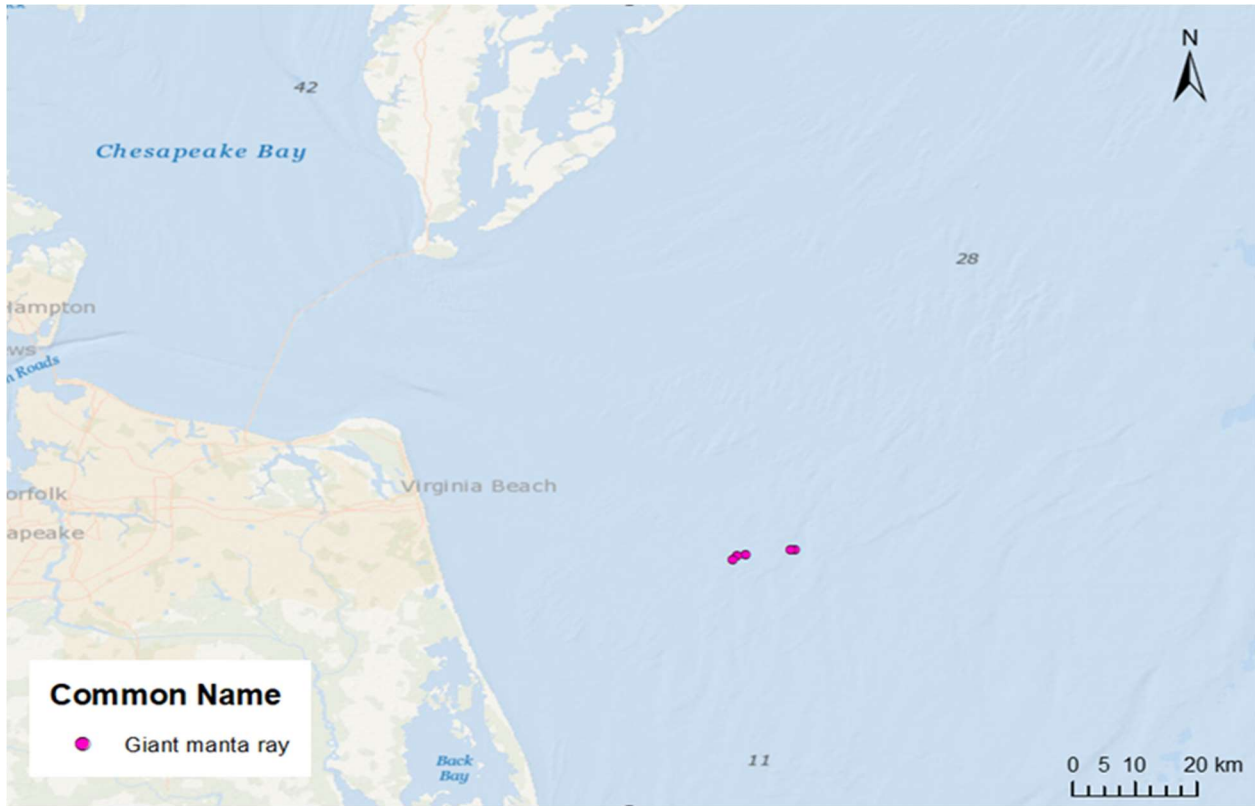 N
42
Chesapeake Bay
28
Hampton
ews
n Roads
Virginia Beach
orfolk
apeake
Common Name
Giant manta ray
Back
Bay
11
0 5 10 20 km